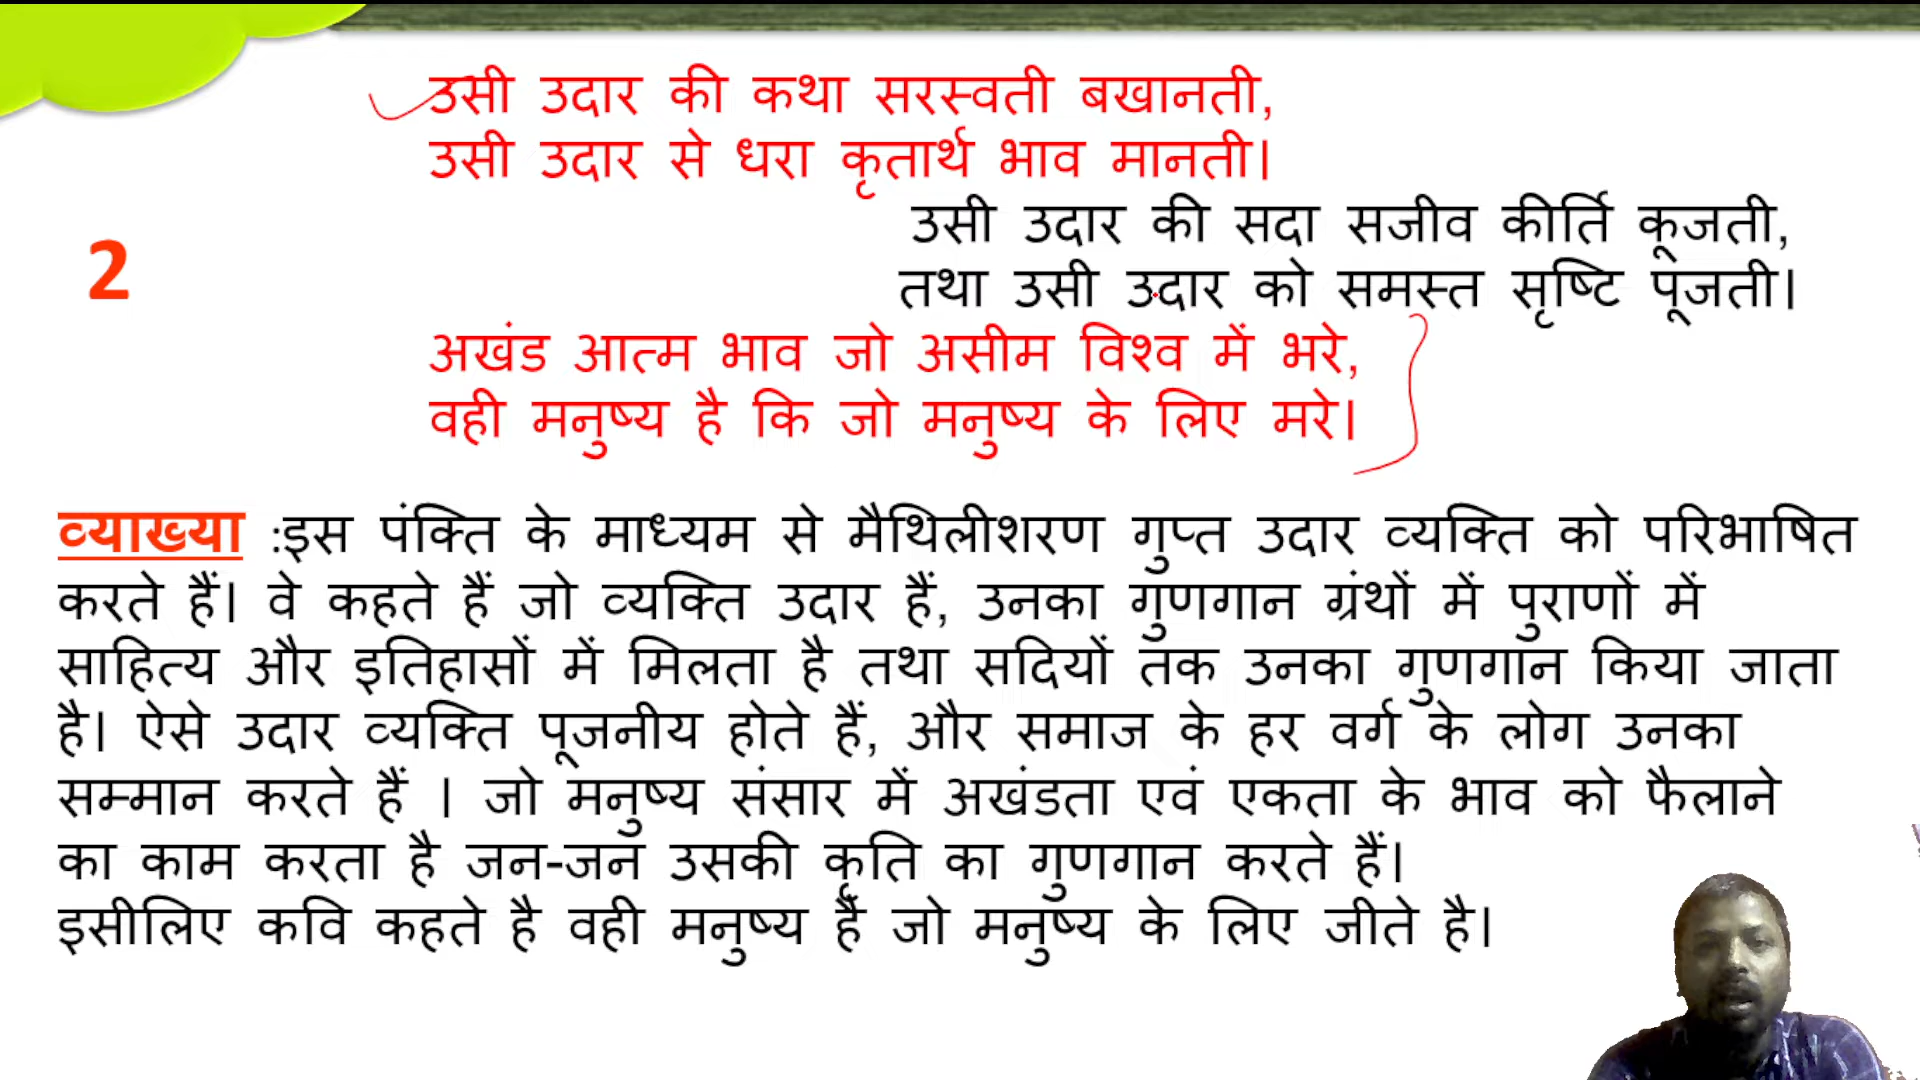 उसी उदार की कथा सरस्वती बखानती,
उसी उदार से धरा कृतार्थ भाव मानती।
उसी उदार की सदा सजीव कीर्ति कूजती,
2
तथा उसी उदार को समस्त सृष्टि पूजती।
अखंड आत्म भाव जो असीम विश्व में भरे,
वही मनुष्य है कि जो मनुष्य के लिए मरे।
व्याख्या :इस पंक्ति के माध्यम से मैथिलीशरण गुप्त उदार व्यक्ति को परिभाषित
करते हैं। वे कहते हैं जो व्यक्ति उदार हैं, उनका गुणगान ग्रंथों में पुराणों में
साहित्य और इतिहासों में मिलता है तथा सदियों तक उनका गुणगान किया जाता
है। ऐसे उदार व्यक्ति पूजनीय होते हैं, और समाज के हर वर्ग के लोग उनका
सम्मान करते हैं । जो मनुष्य संसार में अखंडता एवं एकता के भाव को फैलाने
का काम करता है जन-जन उसकी कृति का गुणगान करते हैं।
इसीलिए कवि कहते है वही मनुष्य हैं जो मनुष्य के लिए जीते है।